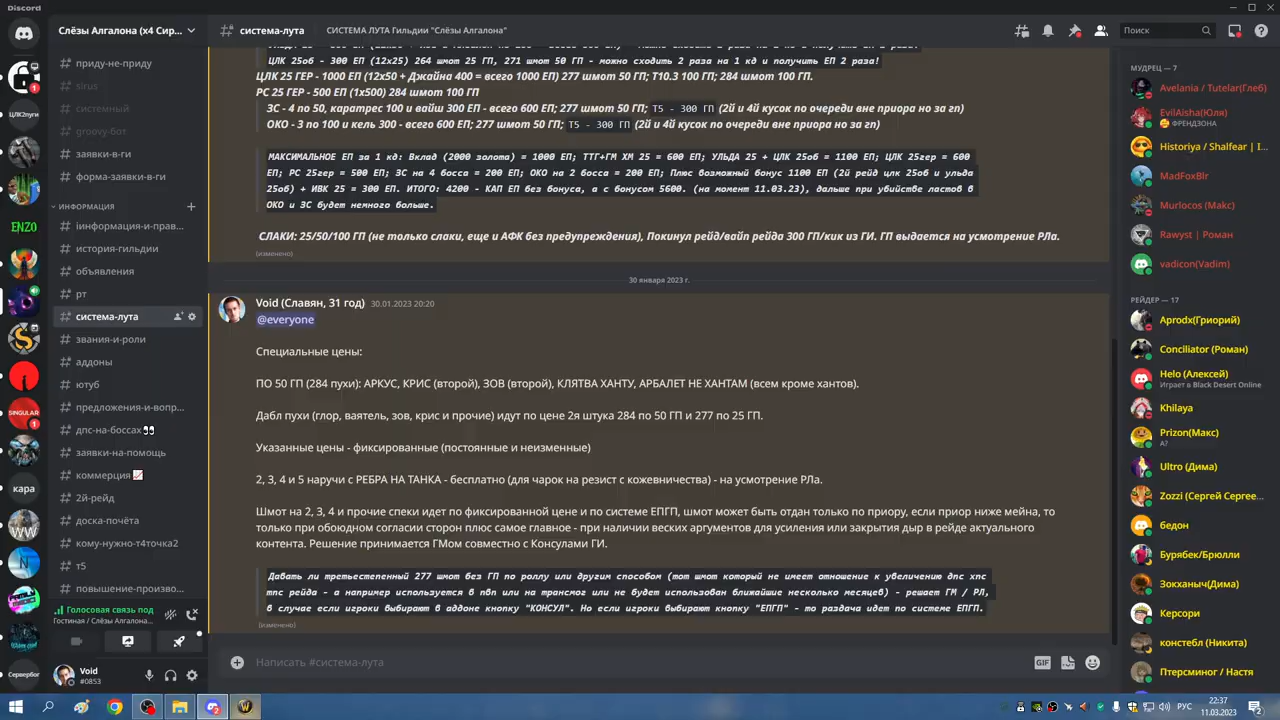 Discord
Слёзы Алгалона (x4 Сир...
система-лута
СИСТЕМА ЛУТА Гильдии "Слёзы Алгалона"
Поиск
приду-не-приду
sirus
системный
groovy-бот
заявки-в-ги
форма-заявки-в-ги
ИНФОРМАЦИЯ
iинформация-и-прав...
история-гильдии
объявления
рт
система-лута
звания-и-роли
аддоны
ютуб
предложения-и-вопр...
дпс-на-боссах
заявки-на-помощь
коммерция
2й-рейд
доска-почёта
кому-нужно-т4точка2
т5
повышение-произво...
Голосовая связь под
Гостиная / Слёзы Алгалона...
Void
#0853
ЦЛК2пуги
ENZO
SINGULAR
кара
WW
Сервербог
ЦЛК 25об - ЕП (12х25) 264 шмот 25 ГП, 271 шмот 50 ГП - можно сходить 2 раза на 1 кд и получить ЕП 2 раза!
ЦЛК 25 ГЕР - 1000 ЕП (12х50 + Джайна 400 = всего 1000 ЕП) 277 шмот 50 ГП; Т10.3 100 ГП; 284 шмот 100 ГП.
РС 25 ГЕР - 500 ЕП (1х500) 284 шмот 100 ГП
ЗС - 4 по 50, каратрес 100 и вайш 300 ЕП - всего 600 ЕП; 277 шмот 50 ГП; Т5 - 300 ГП (2й и 4й кусок по очереди вне приора но за гп)
ОКО - 3 по 100 и кель 300 - всего 600 ЕП; 277 шмот 50 ГП; Т5 - 300 ГП (2й и 4й кусок по очереди вне приора но за гп)
МАКСИМАЛЬНОЕ ЕП за 1 кд: Вклад (2000 золота) = 1000 ЕП; ТТГ+ГМ ХМ 25 = 600 ЕП; УЛЬДА 25 + ЦЛК 25об = 1100 ЕП; ЦЛК 25гер = 600
ЕП; РС 25гер = 500 ЕП; ЗС на 4 босса = 200 ЕП; ОКО на 2 босса = 200 ЕП; Плюс возможный бонус 1100 ЕП (2й рейд цлк 25об и ульда
25об) + ИВК 25 = 300 ЕП. ИТОГО: 4200 - КАП ЕП без бонуса, а с бонусом 5600. (на момент 11.03.23), дальше при убийстве ластов в
ОКО и ЗС будет немного больше.
СЛАКИ: 25/50/100 ГП (не только слаки, еще и АФК без предупреждения), Покинул рейд/вайп рейда 300 ГП/кик из ГИ. ГП выдается на усмотрение РЛа.
(изменено)
30 января 2023 г.
Void (Славян, 31 год) 30.01.2023 20:20
@everyone
Специальные цены:
ПО 50 ГП (284 пухи): АРКУС, КРИС (второй), ЗОВ (второй), КЛЯТВА ХАНТУ, АРБАЛЕТ НЕ ХАНТАМ (всем кроме хантов).
Дабл пухи (глор, ваятель, зов, крис и прочие) идут по цене 2я штука 284 по 50 ГП и 277 по 25 ГП.
Указанные цены - фиксированные (постоянные и неизменные)
2, 3, 4 и 5 наручи с РЕБРА НА ТАНКА - бесплатно (для чарок на резист с кожевничества) - на усмотрение РЛа.
Шмот на 2, 3, 4 и прочие спеки идет по фиксированной цене и по системе ЕПГП, шмот может быть отдан только по приору, если приор ниже мейна, то
только при обоюдном согласии сторон плюс самое главное - при наличии веских аргументов для усиления или закрытия дыр в рейде актуального
контента. Решение принимается ГМом совместно с Консулами ГИ.
Давать ли третьестепенный 277 шмот без ГП по роллу или другим способом (тот шмот который не имеет отношение к увеличению дпс хпс
тпс рейда - а например используется в пвп или на трансмог или не будет использован ближайшие несколько месяцев) - решает ГМ / РЛ,
в случае если игроки выбирают в аддоне кнопку "КОНСУЛ". Но если игроки выбирают кнопку "ЕПГП" - то раздача идет по системе ЕПГП.
(изменено)
Написать #система-лута
GIF
МУДРЕЦ — 7
Avelania / Tutelar(Глеб)
EvilAisha(Юля)
ФРЕНДЗОНА
Historiya / Shalfear | I...
MadFoxBlr
Murlocos (Макс)
Rawyst | Роман
vadicon(Vadim)
РЕЙДЕР — 17
Aprodx(Гриорий)
Conciliator (Роман)
Helo (Алексей)
Играет в Black Desert Online
Khilaya
Prizon(Макс)
А?
Ultro (Дима)
Zozzi (Сергей Сергее...
бедон
Бурябек/Брюлли
Зокханыч(Дима)
Керсори
констебл (Никита)
Птерсминог / Настя
РУС
22:37
11.03.2023
2